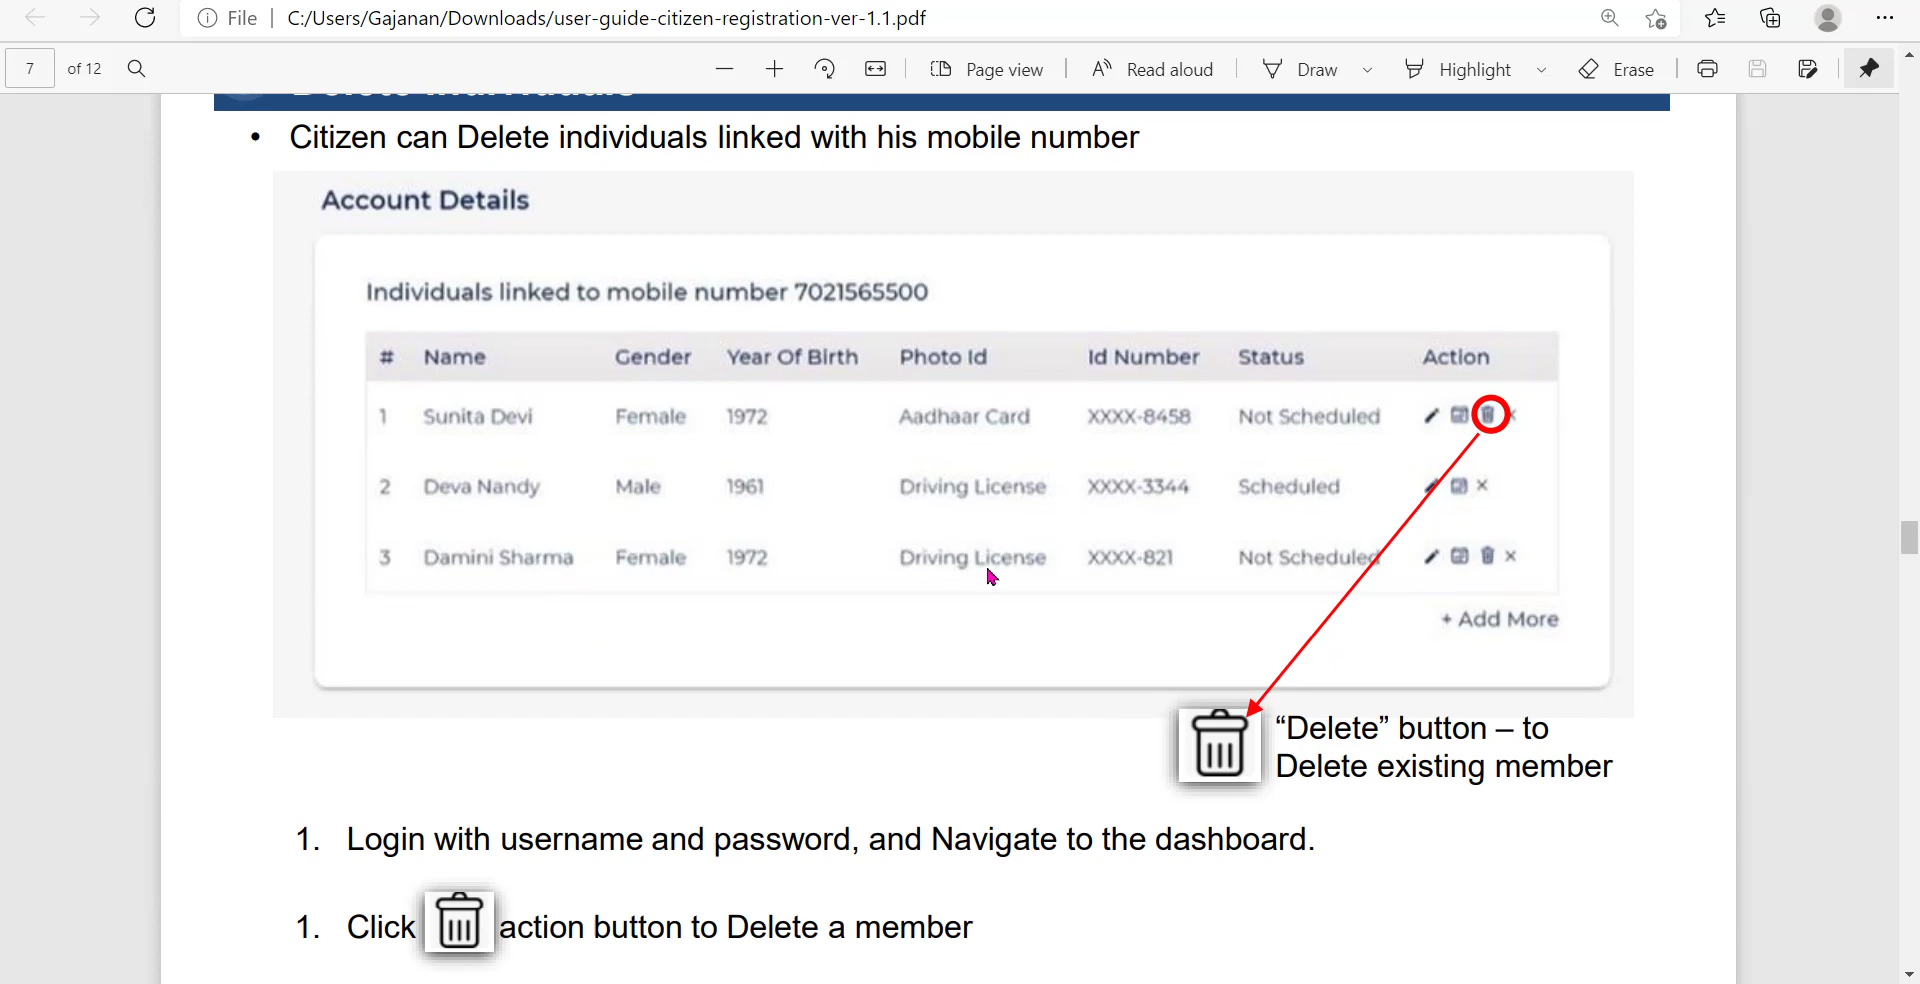 File C:/Users/Gajanan/Downloads/user-guide-citizen-registration-ver-1.1.pdf
7 of 12 Page view Read aloud Draw Highlight Erase
Delete Individuals
• Citizen can Delete individuals linked with his mobile number
Account Details
Individuals linked to mobile number 7021565500
# Name Gender Year Of Birth Photo Id Id Number Status Action
1 Sunita Devi Female 1972 Aadhaar Card XXXX-8458 Not Scheduled
2 Deva Nandy Male 1961 Driving License XXXX-3344 Scheduled
3 Damini Sharma Female 1972 Driving License XXXX-821 Not Scheduled
+ Add More
“Delete” button – to
Delete existing member
1. Login with username and password, and Navigate to the dashboard.
1. Click action button to Delete a member